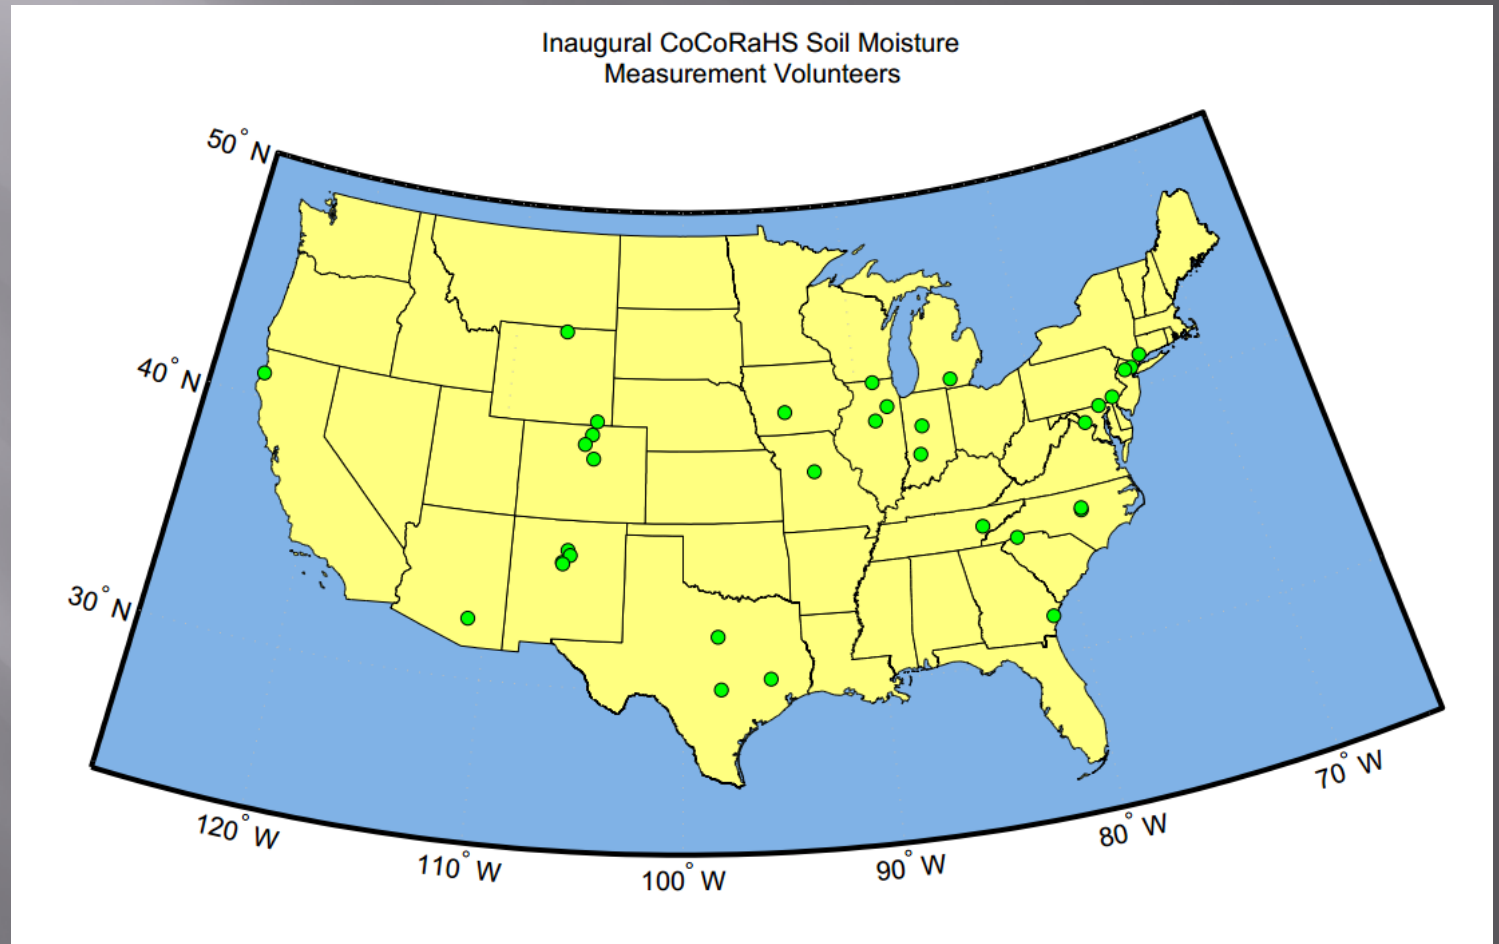 Inaugural CoCoRaHS Soil Moisture
Measurement Volunteers
50° N
40° N
30° N
120° W
110° W
100° W
90° W
80° W
70° W